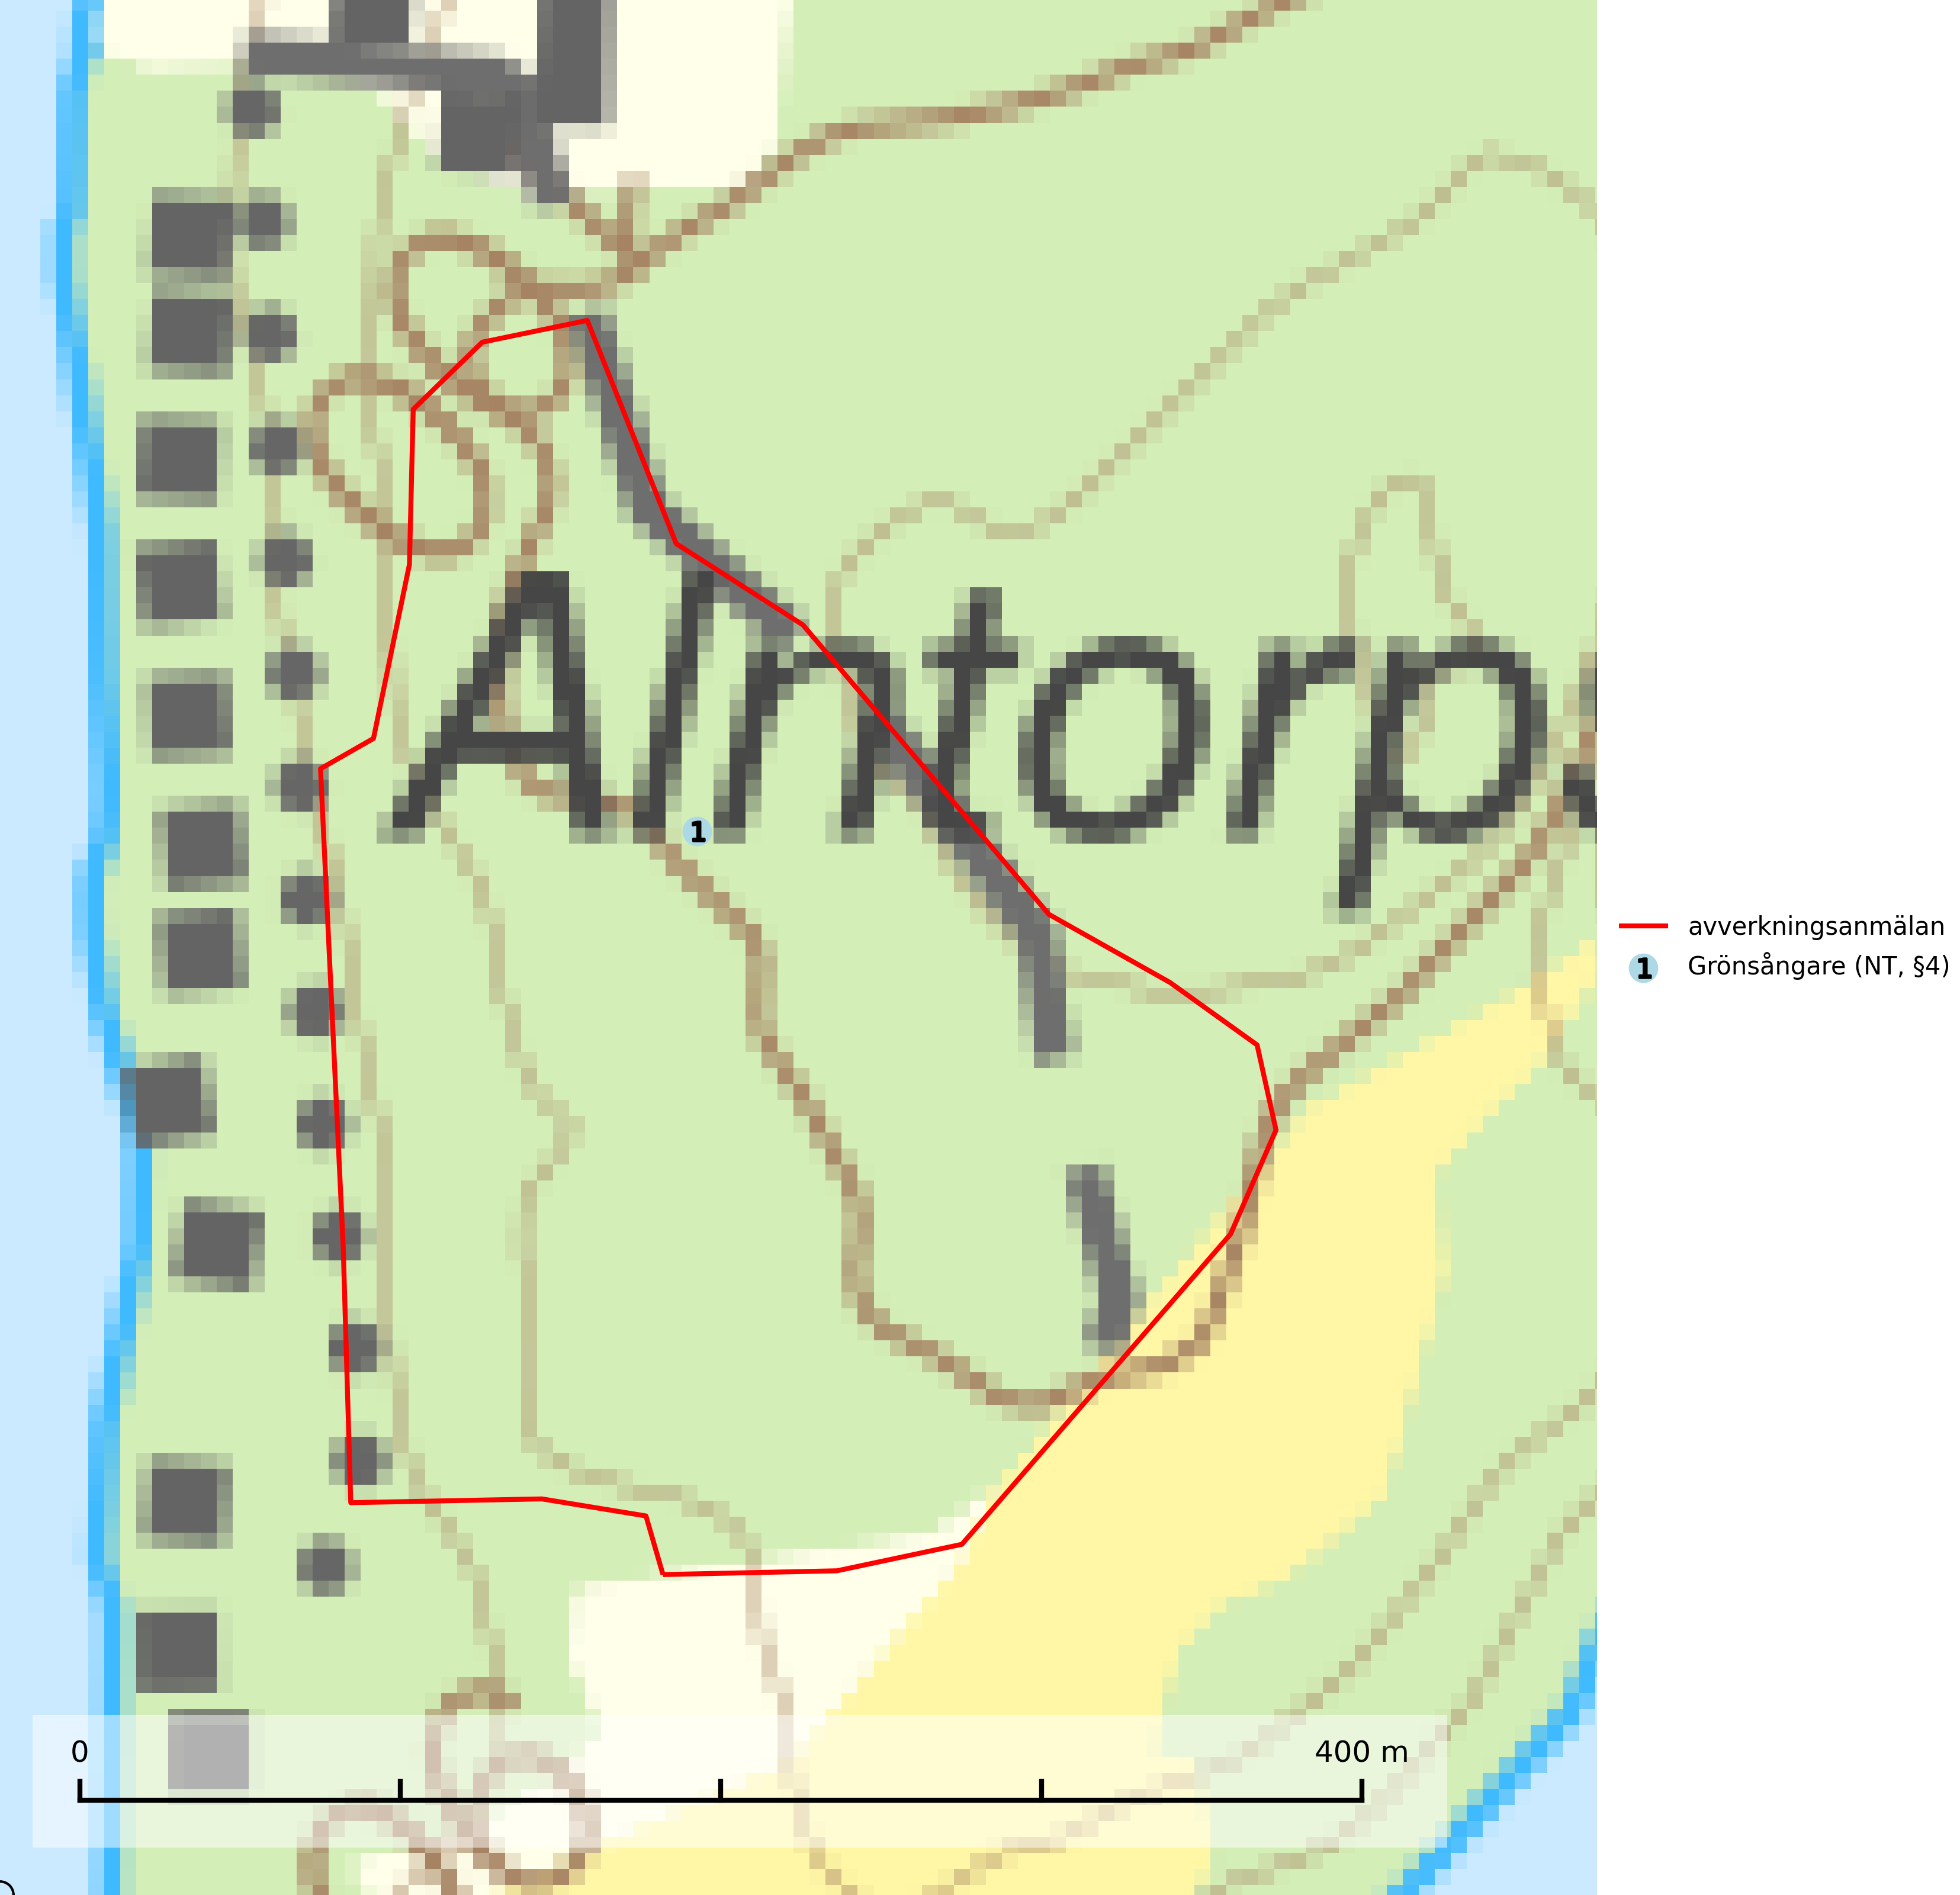 Alntorp
1
avverkningsanmälan
1 Grönsångare (NT, §4)
0 400 m